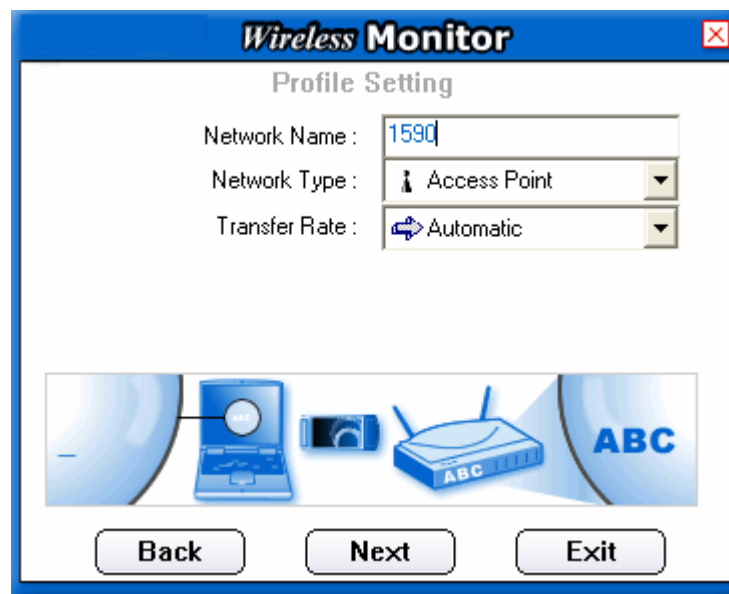 Wireless Monitor
Profile Setting
Network Name : 1590
Network Type : Access Point
Transfer Rate : Automatic
ABC
ABC
ABC
Back Next Exit